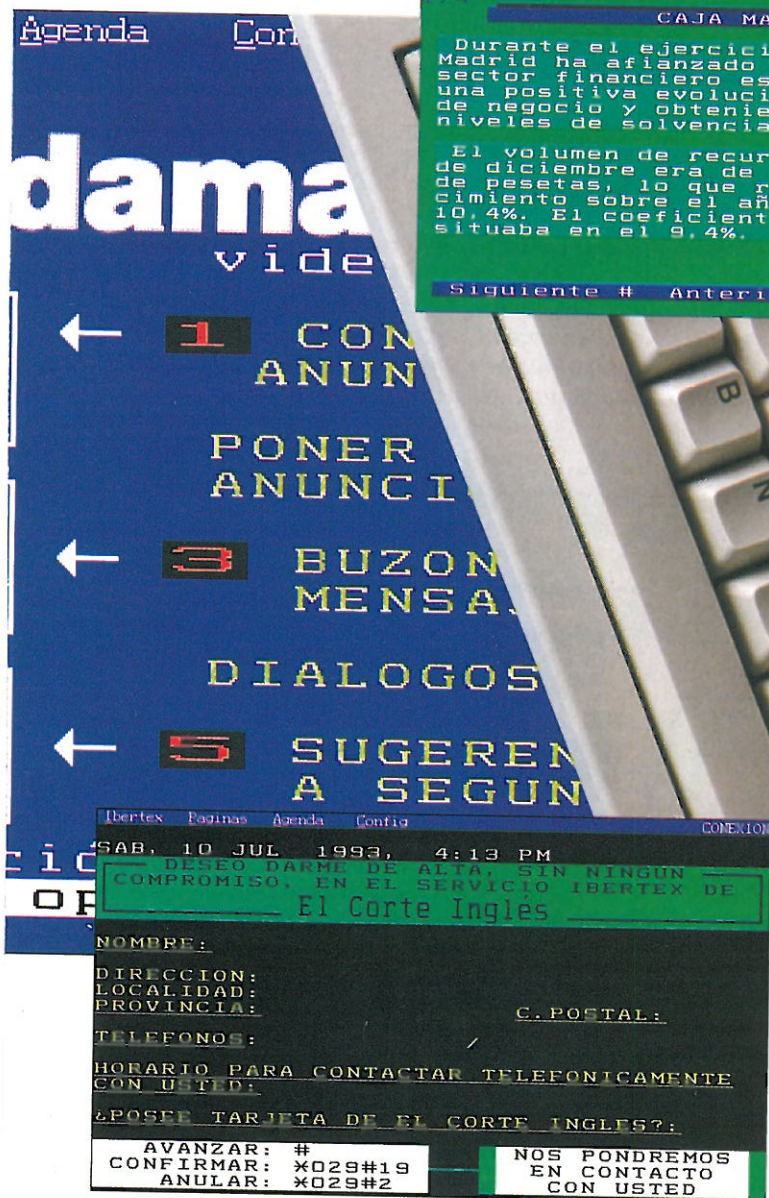 Agenda Con
dama
vide
1 CON
ANUN
PONER
ANUNCI
3 BUZON
MENSA
DIALOGOS
5 SUGEREN
A SEGUN
CAJA MA
Durante el ejercici
Madrid ha afianzado
sector financiero es
una positiva evoluci
de negocio y obtenie
niveles de solvencia
El volumen de recur
de diciembre era de
de pesetas, lo que r
cimiento sobre el añ
10,4%. El coeficient
situaba en el 9,4%.
Siguiente # Anteri
B
N
Ibertex Paginas Agenda Config CONEXION
SAB, 10 JUL 1993, 4:13 PM
DESEO DARME DE ALTA, SIN NINGUN
COMPROMISO, EN EL SERVICIO IBERTEX DE
El Corte Inglés
NOMBRE:
DIRECCION:
LOCALIDAD:
PROVINCIA: C.POSTAL:
TELEFONOS: /
HORARIO PARA CONTACTAR TELEFONICAMENTE
CON USTED:
¿POSEE TARJETA DE EL CORTE INGLES?:
AVANZAR: #
CONFIRMAR: *029#19
ANULAR: *029#2
NOS PONDREMOS
EN CONTACTO
CON USTED